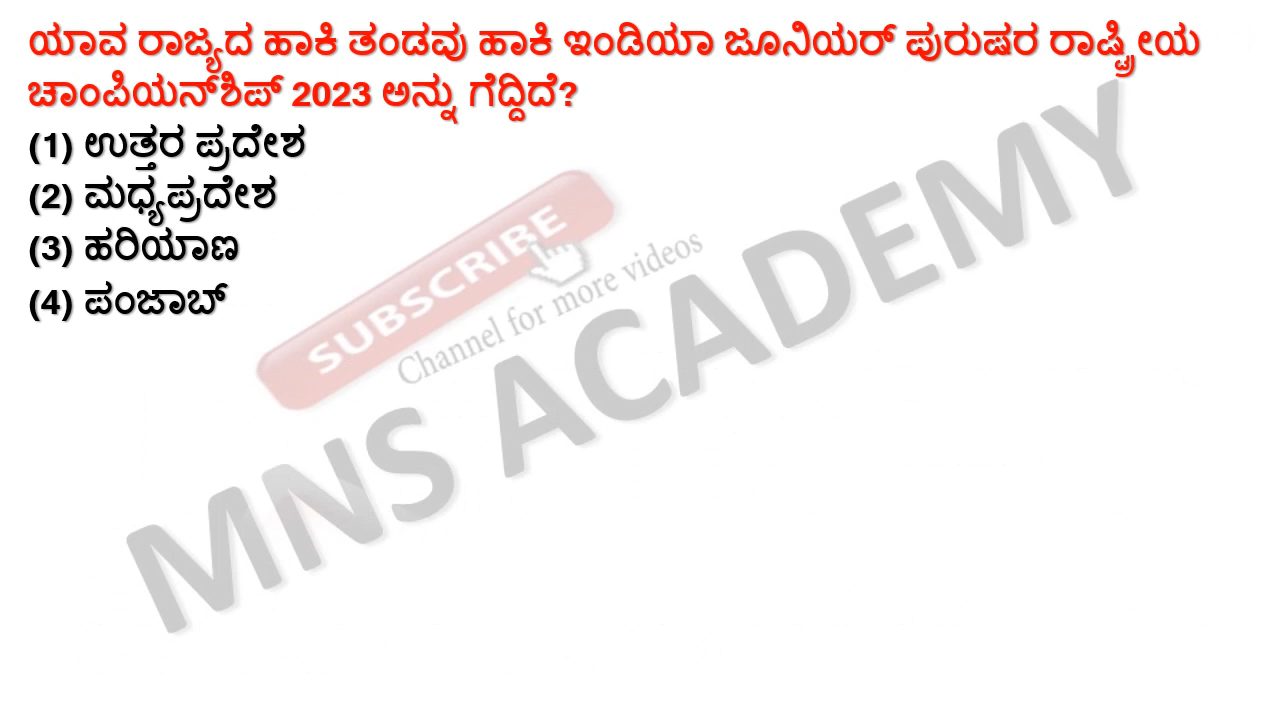 ಯಾವ ರಾಜ್ಯದ ಹಾಕಿ ತಂಡವು ಹಾಕಿ ಇಂಡಿಯಾ ಜೂನಿಯರ್ ಪುರುಷರ ರಾಷ್ಟ್ರೀಯ
ಚಾಂಪಿಯನ್‌ಶಿಪ್ 2023 ಅನ್ನು ಗೆದ್ದಿದೆ?
(1) ಉತ್ತರ ಪ್ರದೇಶ
(2) ಮಧ್ಯಪ್ರದೇಶ
(3) ಹರಿಯಾಣ
(4) ಪಂಜಾಬ್
SUBSCRIBE
Channel for more videos
MNS ACADEMY